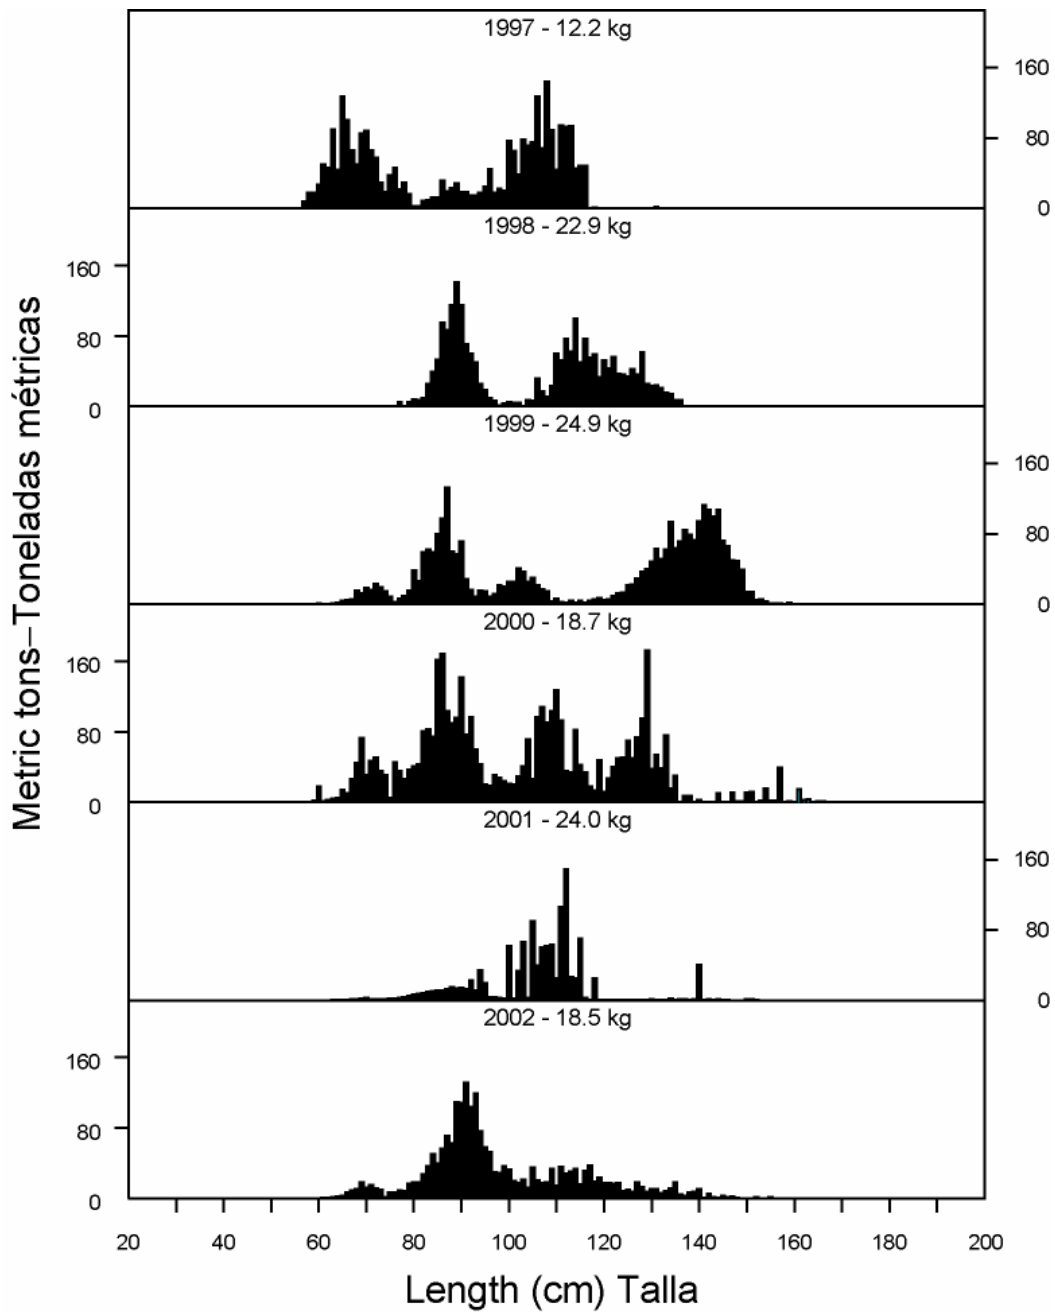 1997 - 12.2 kg
160
80
0
1998 - 22.9 kg
160
80
0
1999 - 24.9 kg
160
80
0
2000 - 18.7 kg
160
80
0
2001 - 24.0 kg
160
80
0
2002 - 18.5 kg
160
80
0
Metric tons–Toneladas métricas
20 40 60 80 100 120 140 160 180 200
Length (cm) Talla